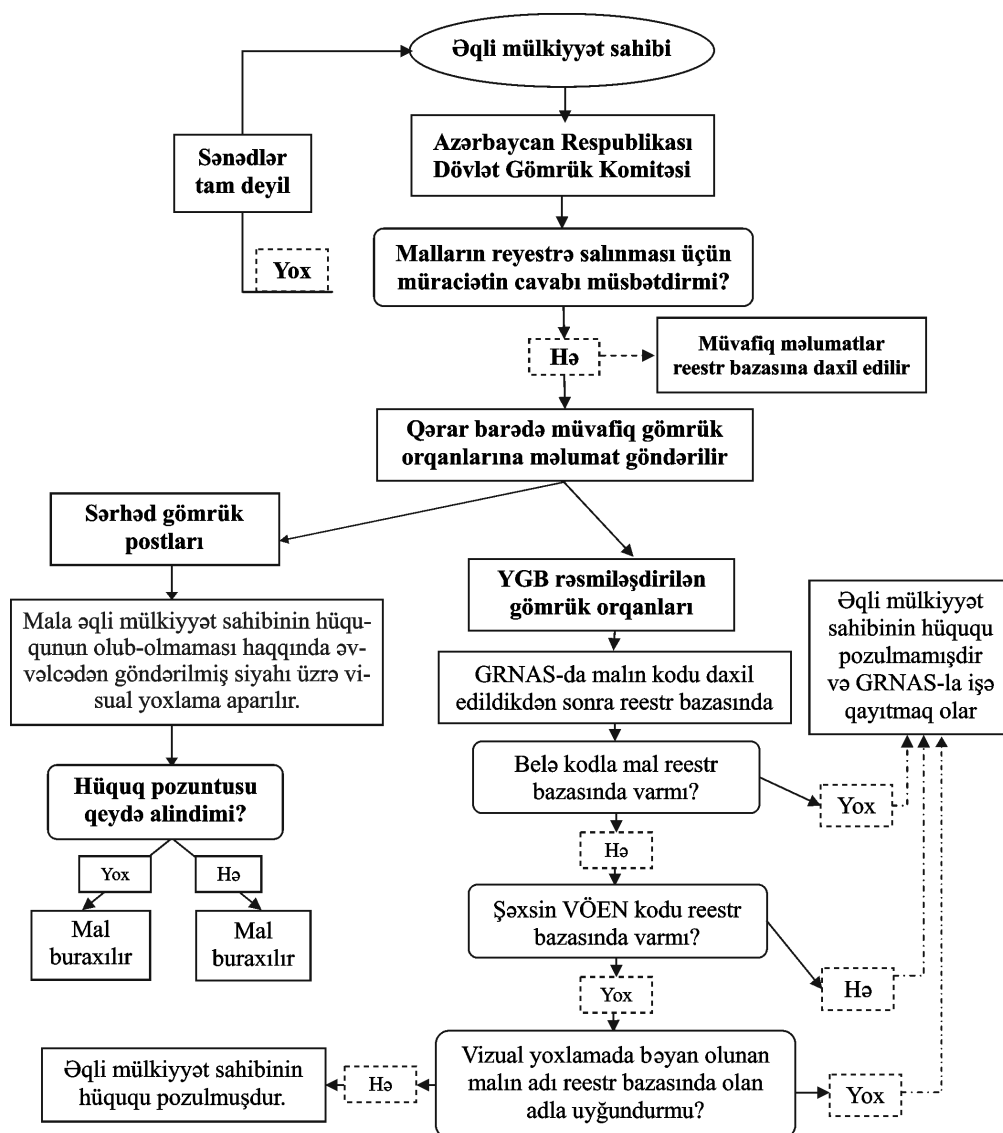 Əqli mülkiyyət sahibi
Azərbaycan Respublikası
Dövlət Gömrük Komitəsi
Sənədlər
tam deyil
Yox
Malların reyestrə salınması üçün
müraciətin cavabı müsbətdirmi?
Hə
Müvafiq məlumatlar
reestr bazasına daxil edilir
Qərar barədə müvafiq gömrük
orqanlarına məlumat göndərilir
Sərhəd gömrük
postları
Mala əqli mülkiyyət sahibinin hüqu-
qunun olub-olmaması haqqında əv-
vəlcədən göndərilmiş siyahı üzrə vi-
sual yoxlama aparılır.
Hüquq pozuntusu
qeydə alindimi?
Yox
Hə
Mal
buraxılır
Mal
buraxılır
YGB rəsmiləşdirilən
gömrük orqanları
GRNAS-da malın kodu daxil
edildikdən sonra reestr bazasında
Belə kodla mal reestr
bazasında varmı?
Yox
Hə
Şəxsin VÖEN kodu reestr
bazasında varmı?
Hə
Yox
Vizual yoxlamada bəyan olunan
malın adı reestr bazasında olan
adla uyğundurmu?
Hə
Yox
Əqli mülkiyyət sahibinin
hüququ pozulmuşdur.
Əqli mülkiyyət
sahibinin hüququ
pozulmamışdir
və GRNAS-la işə
qayıtmaq olar